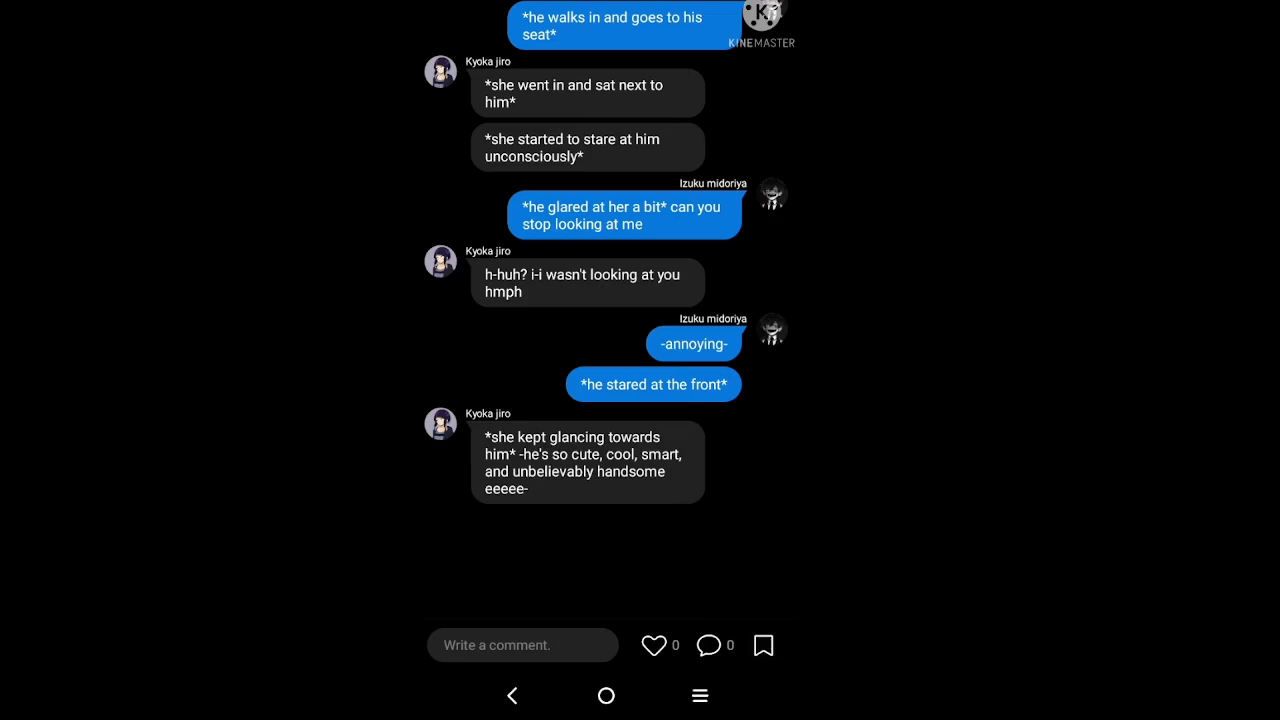 *he walks in and goes to his
seat*
K
KINEMASTER
Kyoka jiro
*she went in and sat next to
him*
*she started to stare at him
unconsciously*
Izuku midoriya
*he glared at her a bit* can you
stop looking at me
Kyoka jiro
h-huh? i-i wasn't looking at you
hmph
Izuku midoriya
-annoying-
*he stared at the front*
Kyoka jiro
*she kept glancing towards
him* -he's so cute, cool, smart,
and unbelievably handsome
eeeee-
Write a comment.
0
0